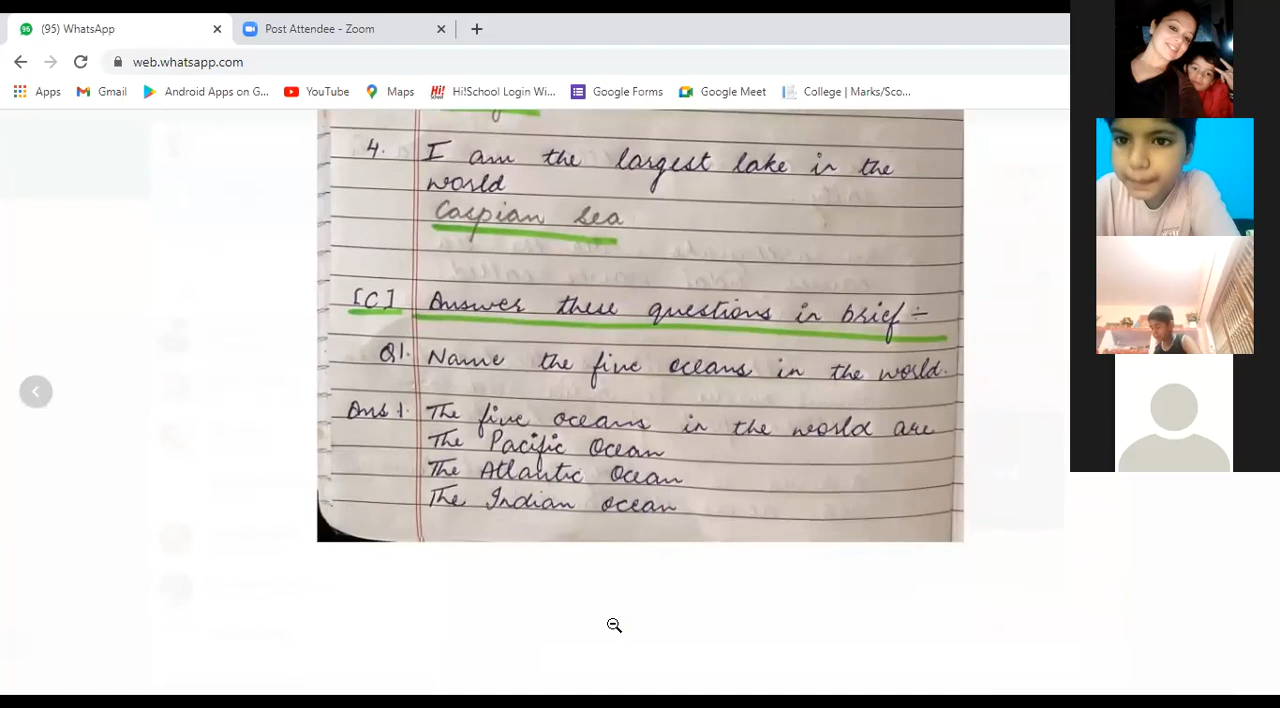 (95) WhatsApp
Post Attendee - Zoom
web.whatsapp.com
Apps
Gmail
Android Apps on G...
YouTube
Maps
Hi!School Login Wi...
Google Forms
Google Meet
College | Marks/Sco...
4. I am the largest lake in the
world
Caspian sea
[C] Answer these questions in brief :-
Q1. Name the five oceans in the world.
Ans 1. The five oceans in the world are
The Pacific Ocean
The Atlantic Ocean
The Indian ocean